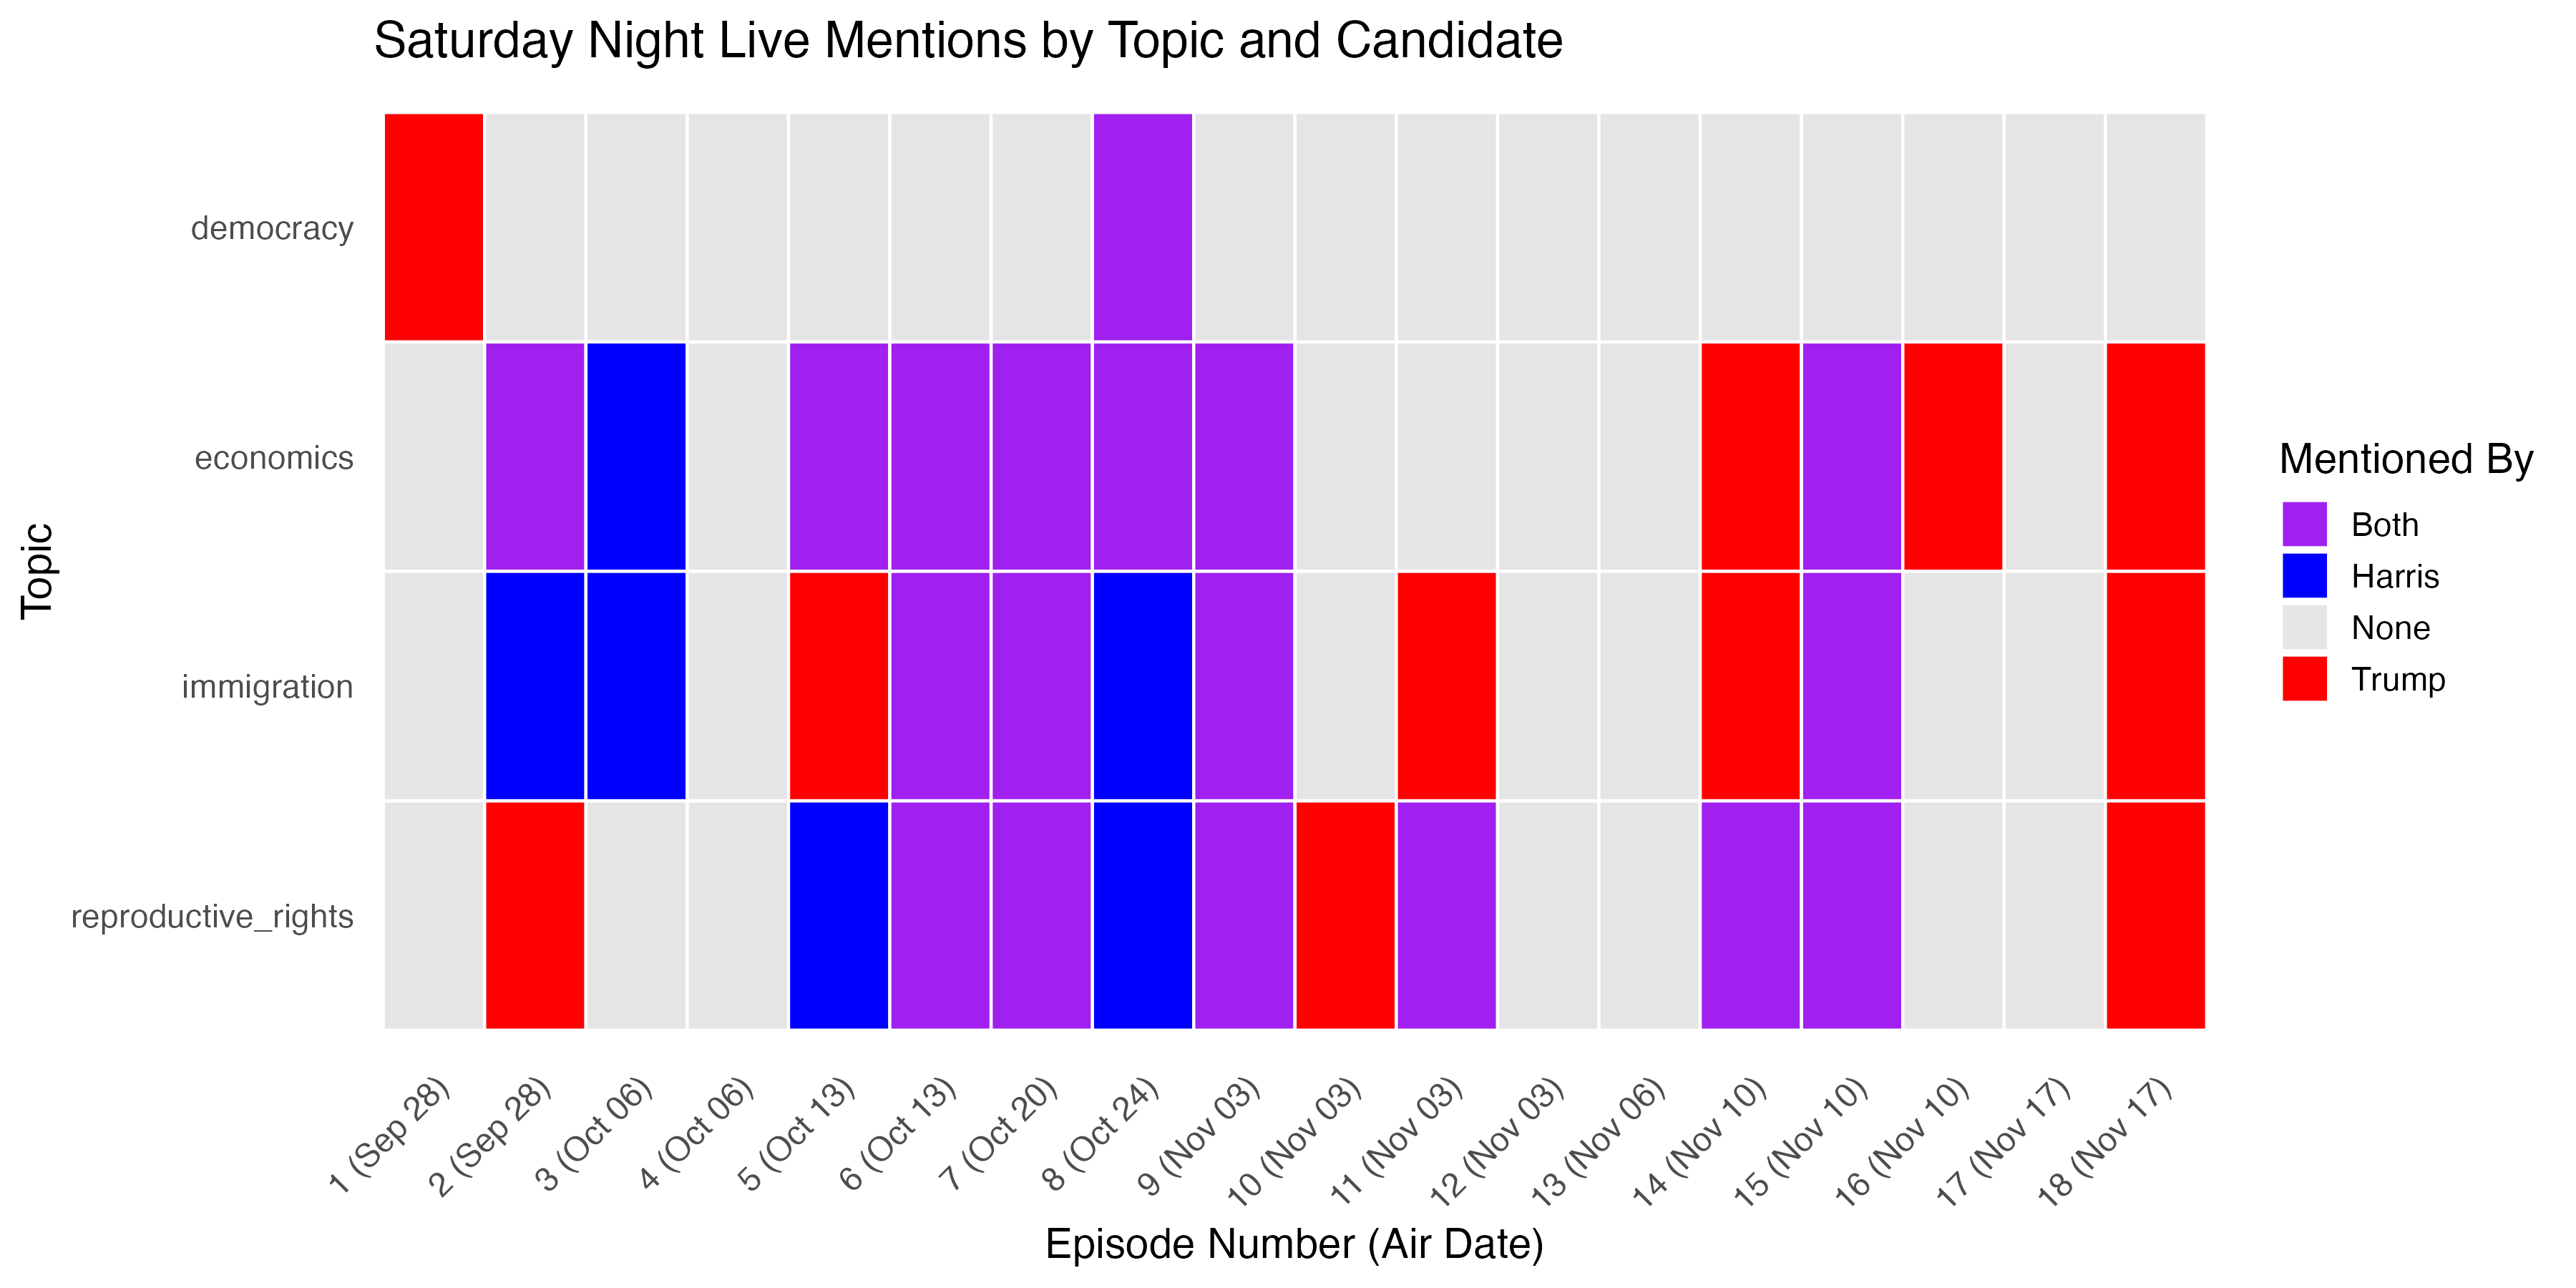 Saturday Night Live Mentions by Topic and Candidate
Topic
democracy
economics
immigration
reproductive_rights
1 (Sep 28)
2 (Sep 28)
3 (Oct 06)
4 (Oct 06)
5 (Oct 13)
6 (Oct 13)
7 (Oct 20)
8 (Oct 24)
9 (Nov 03)
10 (Nov 03)
11 (Nov 03)
12 (Nov 03)
13 (Nov 06)
14 (Nov 10)
15 (Nov 10)
16 (Nov 10)
17 (Nov 17)
18 (Nov 17)
Episode Number (Air Date)
Mentioned By
Both
Harris
None
Trump